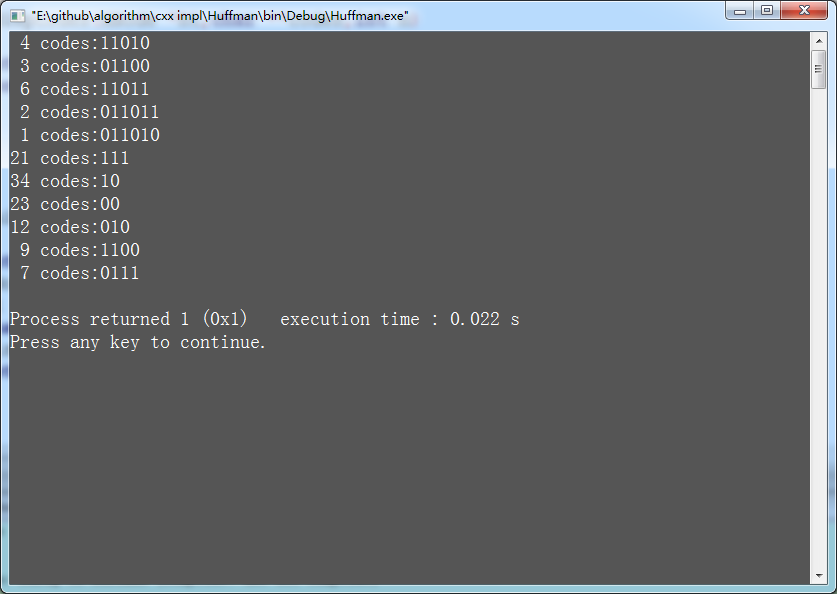 "E:\github\algorithm\cxx impl\Huffman\bin\Debug\Huffman.exe"
4 codes:11010
3 codes:01100
6 codes:11011
2 codes:011011
1 codes:011010
21 codes:111
34 codes:10
23 codes:00
12 codes:010
9 codes:1100
7 codes:0111
Process returned 1 (0x1)   execution time : 0.022 s
Press any key to continue.